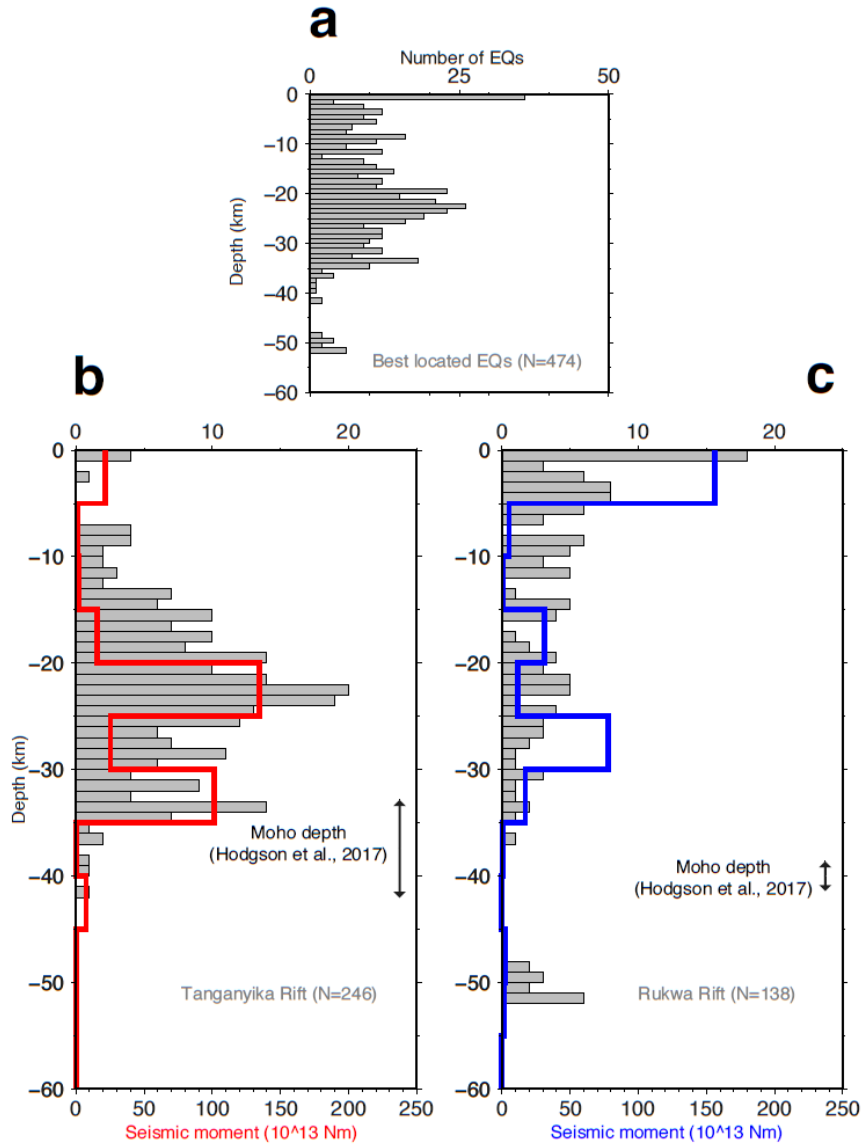 a
Number of EQs
0 25 50
0
−10
−20
−30
−40
−50
−60
Depth (km)
Best located EQs (N=474)
b
0 10 20
0
−10
−20
−30
−40
−50
−60
Depth (km)
Moho depth
(Hodgson et al., 2017)
Tanganyika Rift (N=246)
0 50 100 150 200 250
Seismic moment (10^13 Nm)
c
0 10 20
0
−10
−20
−30
−40
−50
−60
Moho depth
(Hodgson et al., 2017)
Rukwa Rift (N=138)
0 50 100 150 200 250
Seismic moment (10^13 Nm)